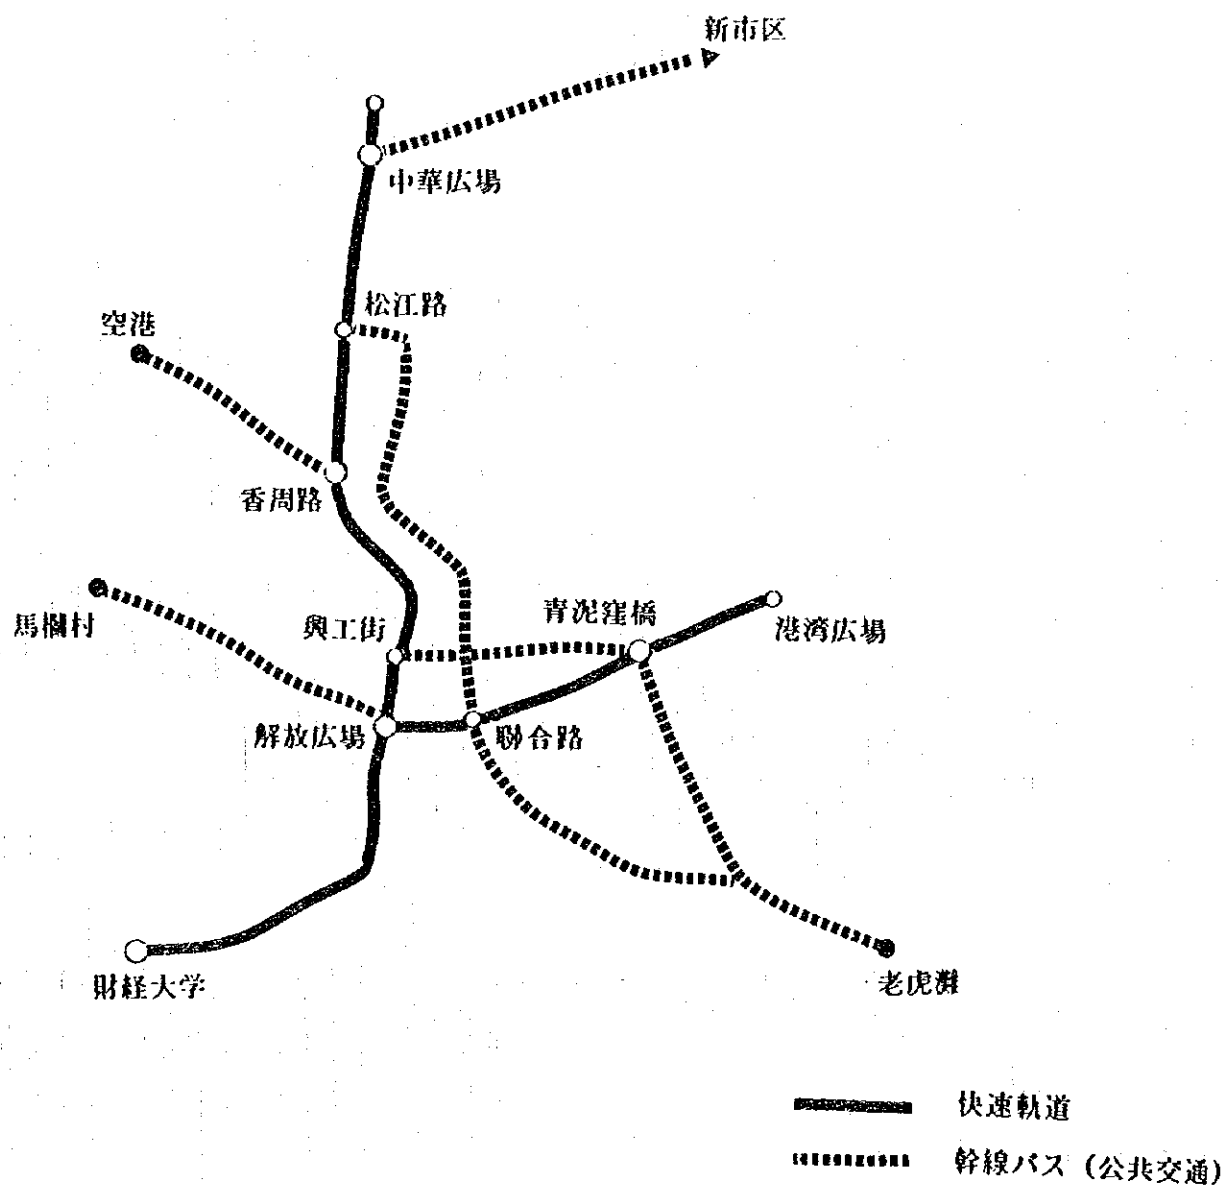 新市区
中華広場
松江路
空港
香周路
馬欄村
興工街
青泥窪橋
港湾広場
解放広場
聯合路
財経大学
老虎灘
快速軌道
幹線バス（公共交通）